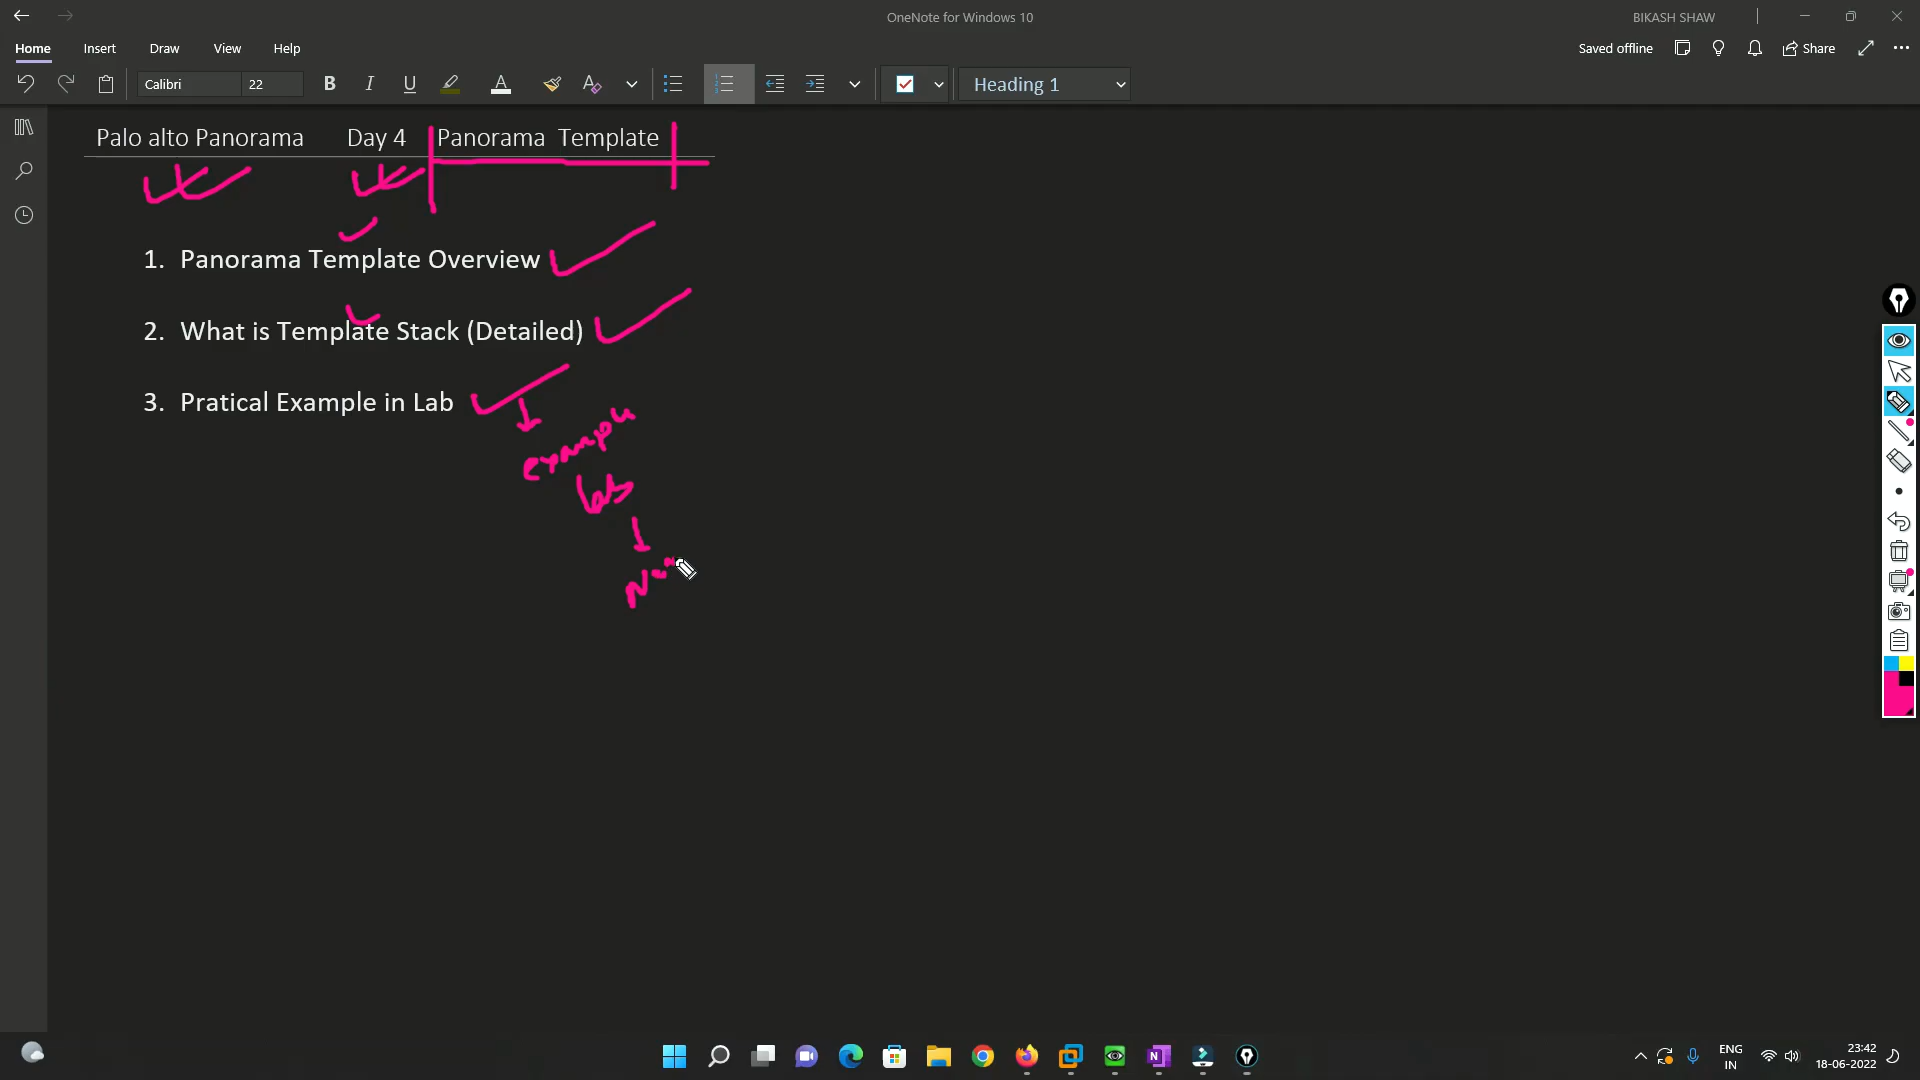 OneNote for Windows 10
BIKASH SHAW
Home Insert Draw View Help
Saved offline
Share
Calibri 22 B I U A Heading 1
Palo alto Panorama Day 4 Panorama Template
1. Panorama Template Overview
2. What is Template Stack (Detailed)
3. Pratical Example in Lab
ENG
IN
23:42
18-06-2022